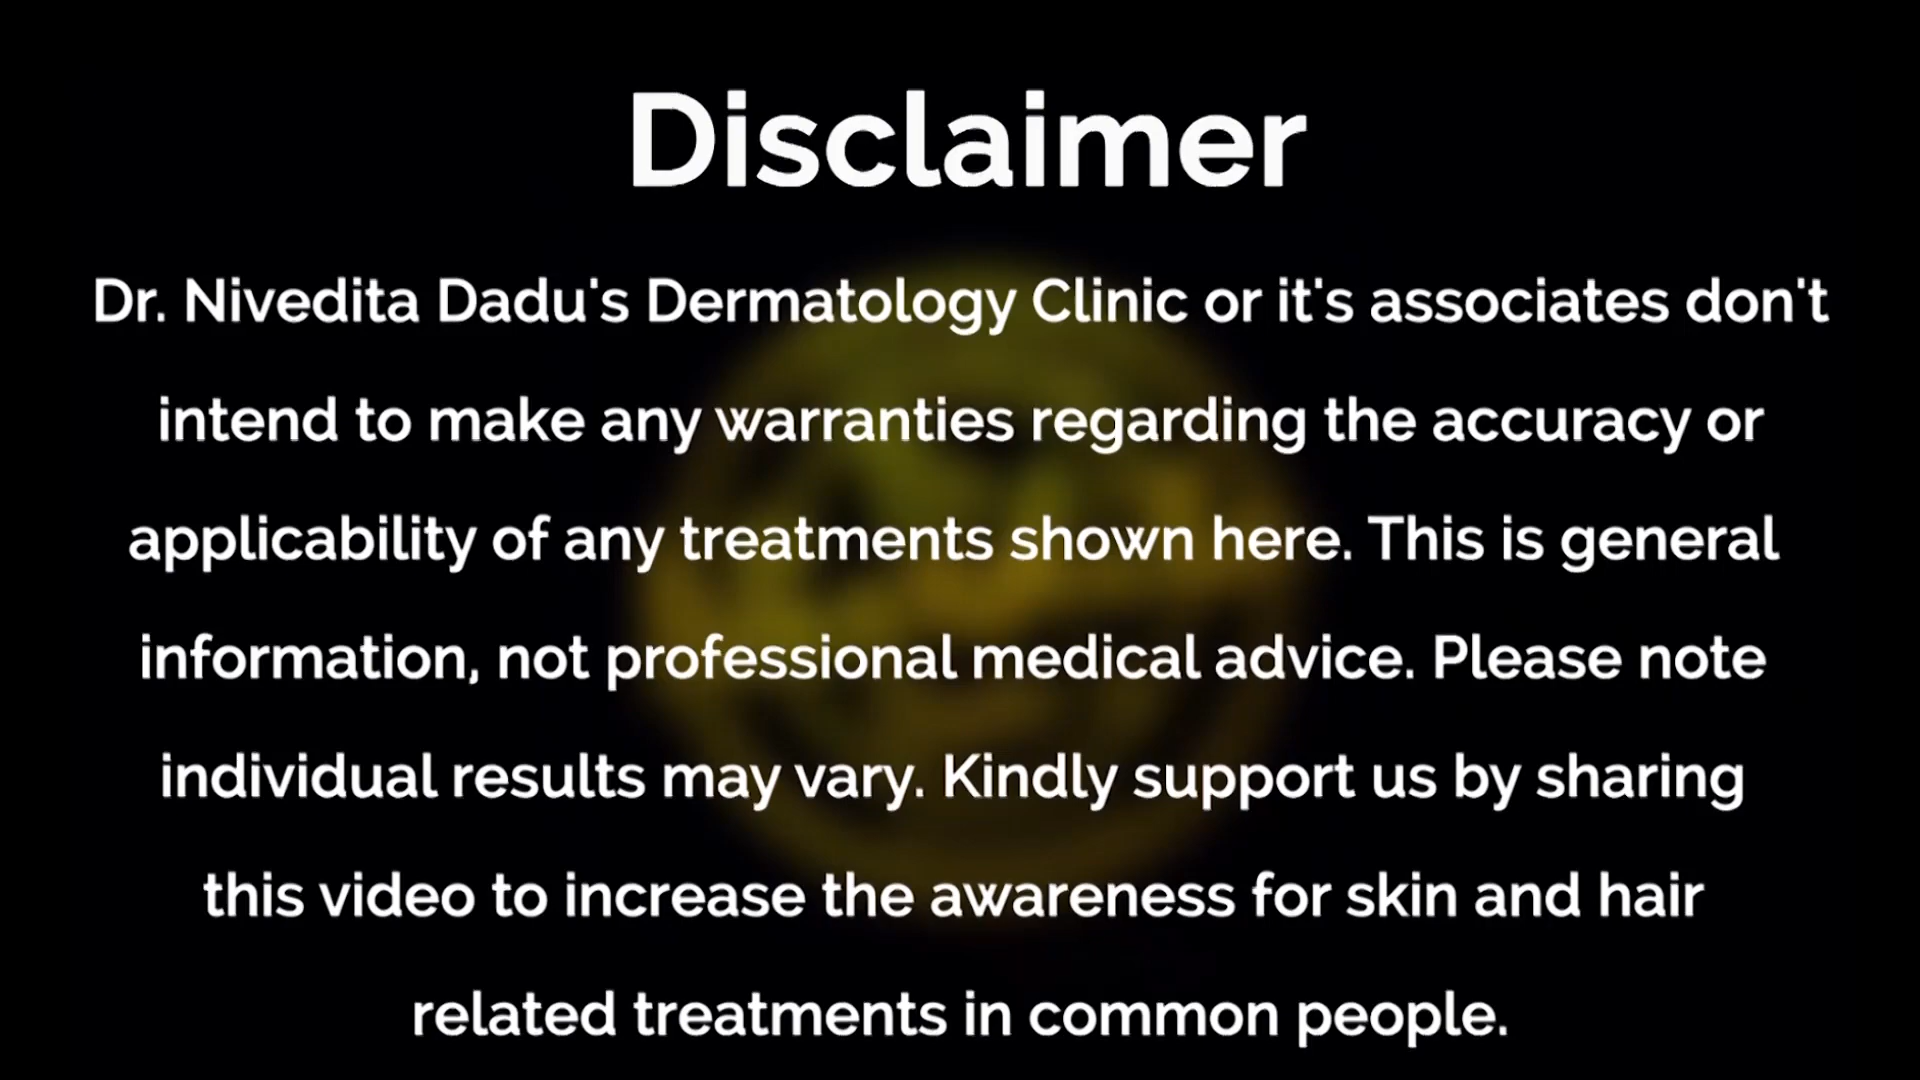 Disclaimer
Dr. Nivedita Dadu's Dermatology Clinic or it's associates don't
intend to make any warranties regarding the accuracy or
applicability of any treatments shown here. This is general
information, not professional medical advice. Please note
individual results may vary. Kindly support us by sharing
this video to increase the awareness for skin and hair
related treatments in common people.